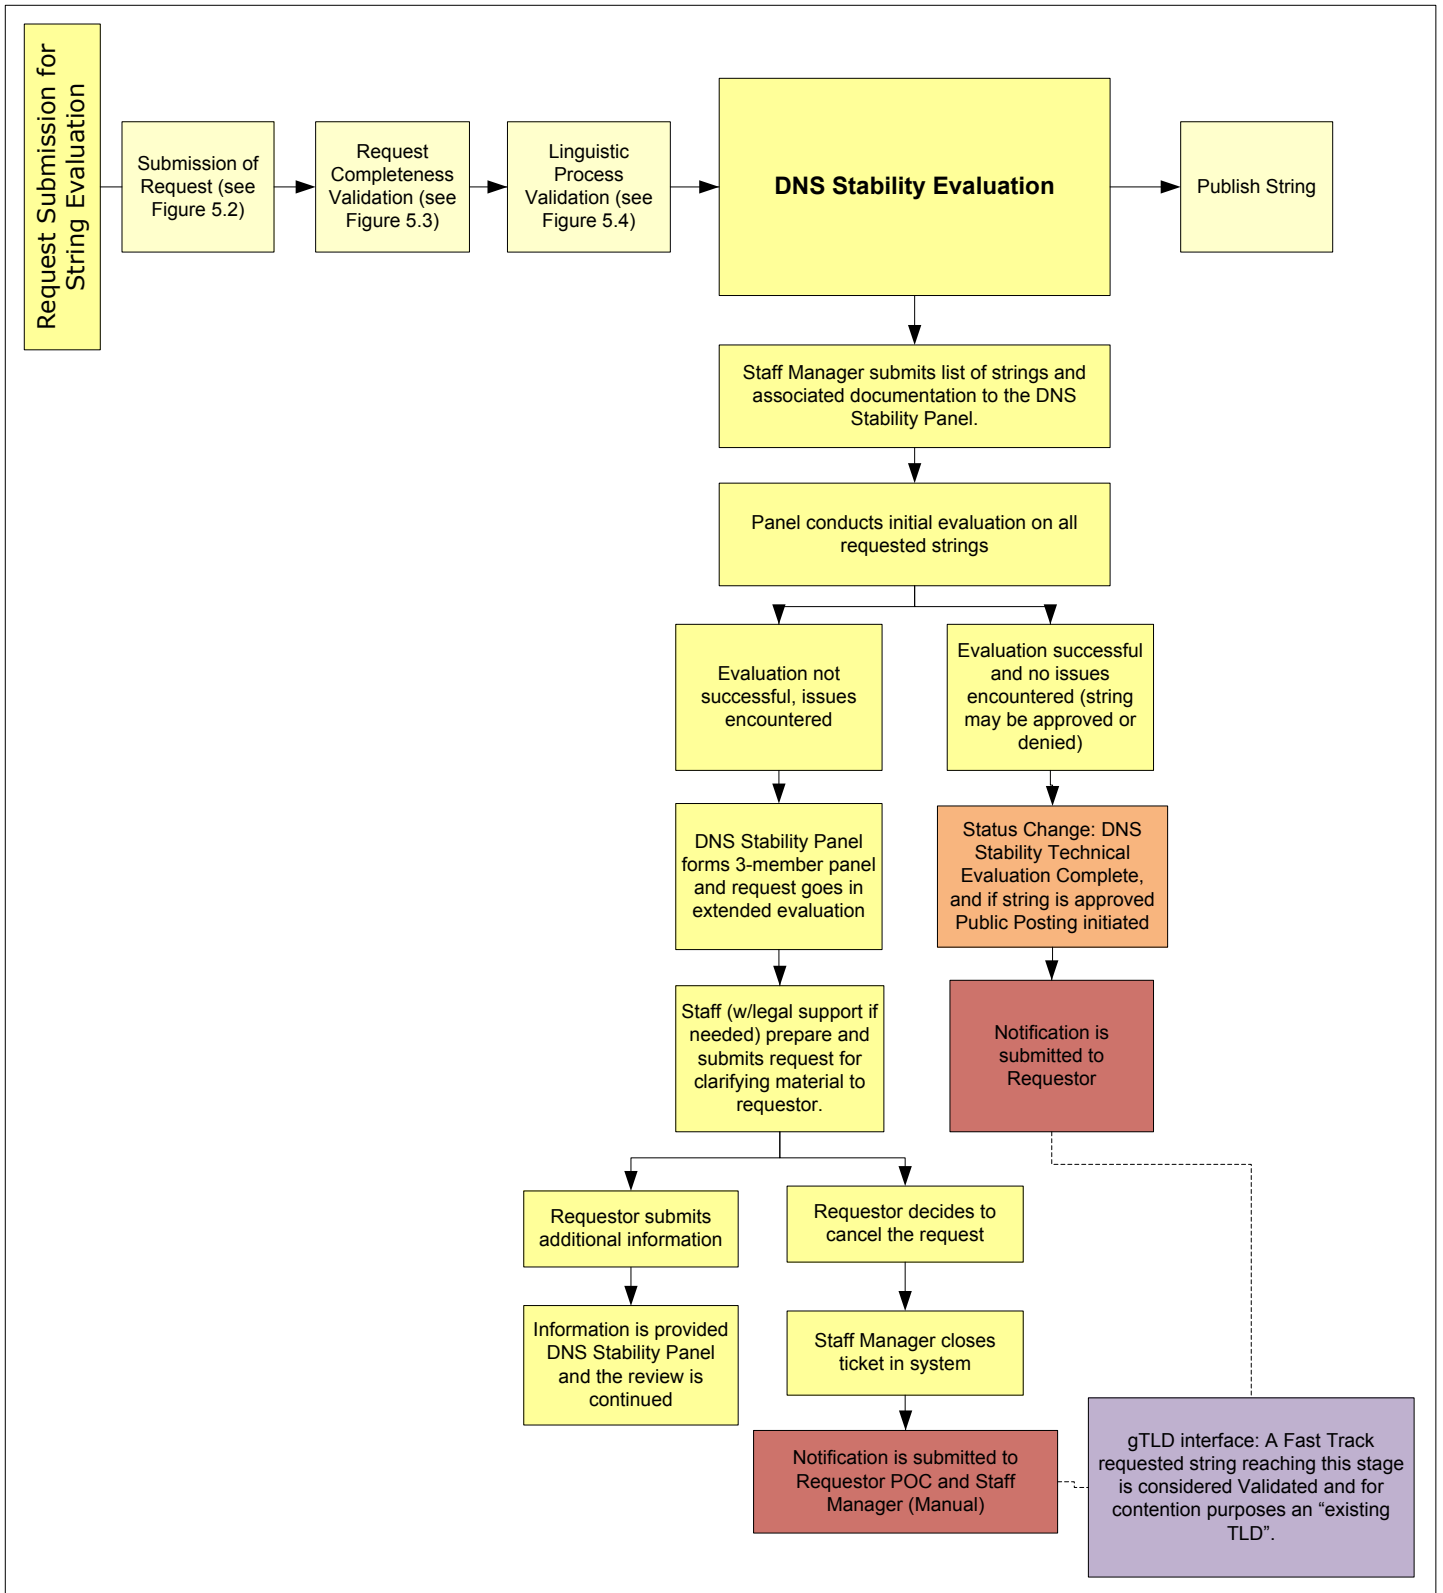 Request Submission for
String Evaluation
Submission of
Request (see
Figure 5.2)
Request
Completeness
Validation (see
Figure 5.3)
Linguistic
Process
Validation (see
Figure 5.4)
DNS Stability Evaluation
Publish String
Staff Manager submits list of strings and
associated documentation to the DNS
Stability Panel.
Panel conducts initial evaluation on all
requested strings
Evaluation not
successful, issues
encountered
Evaluation successful
and no issues
encountered (string
may be approved or
denied)
DNS Stability Panel
forms 3-member panel
and request goes in
extended evaluation
Status Change: DNS
Stability Technical
Evaluation Complete,
and if string is approved
Public Posting initiated
Staff (w/legal support if
needed) prepare and
submits request for
clarifying material to
requestor.
Notification is
submitted to
Requestor
Requestor submits
additional information
Requestor decides to
cancel the request
Information is provided
DNS Stability Panel
and the review is
continued
Staff Manager closes
ticket in system
Notification is submitted to
Requestor POC and Staff
Manager (Manual)
gTLD interface: A Fast Track
requested string reaching this stage
is considered Validated and for
contention purposes an “existing
TLD”.